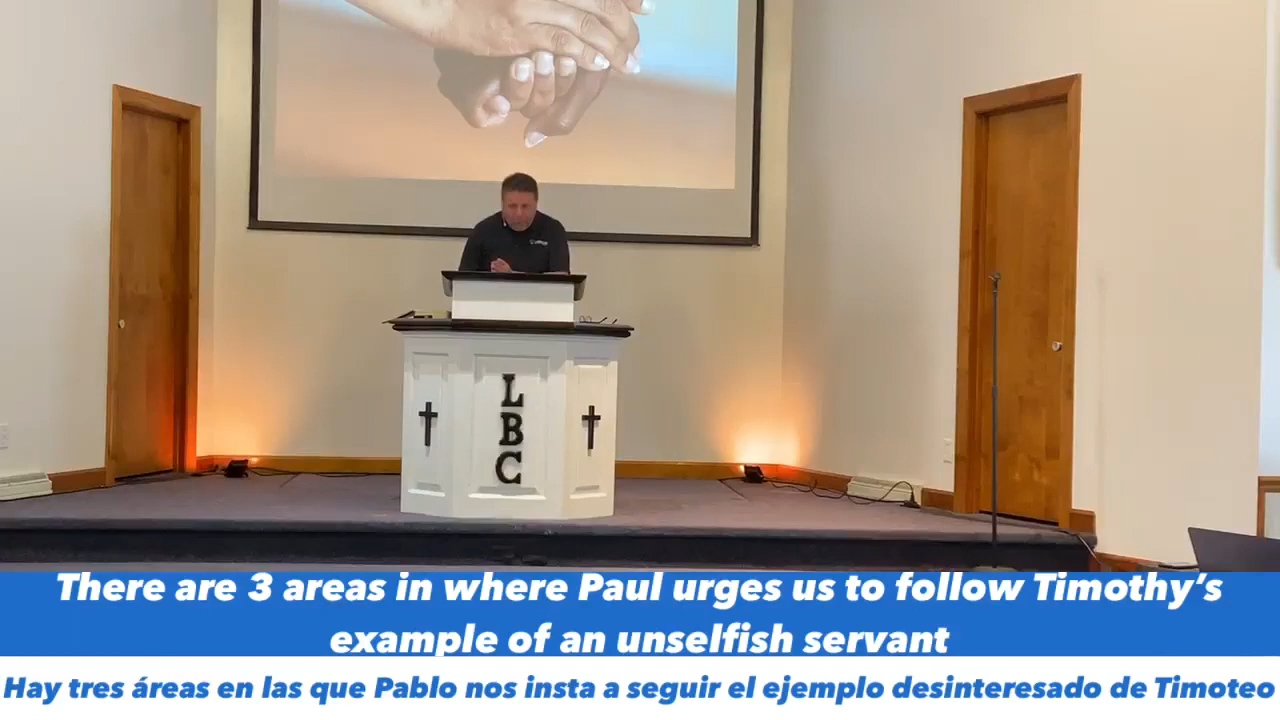 L
B
C
There are 3 areas in where Paul urges us to follow Timothy’s
example of an unselfish servant
Hay tres áreas en las que Pablo nos insta a seguir el ejemplo desinteresado de Timoteo